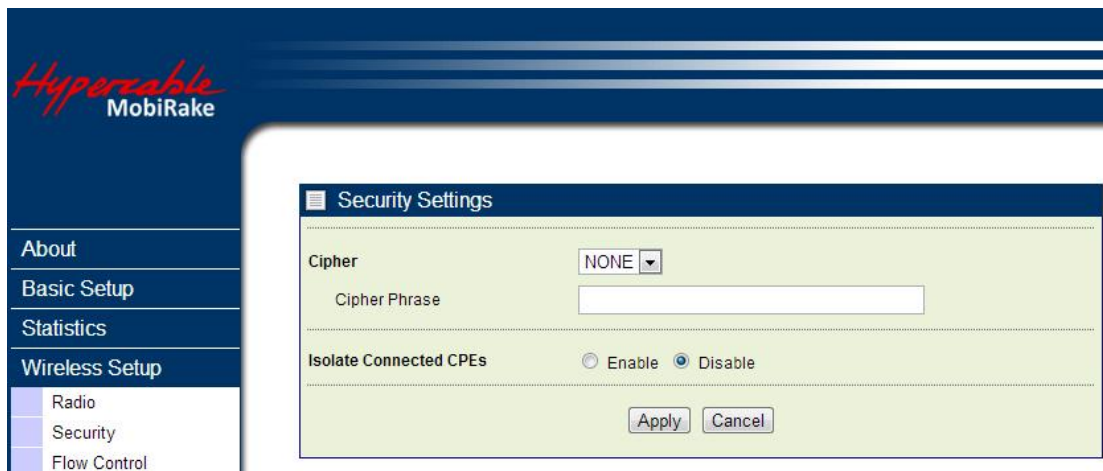 Hypercable
MobiRake
About
Basic Setup
Statistics
Wireless Setup
Radio
Security
Flow Control
Security Settings
Cipher NONE
Cipher Phrase
Isolate Connected CPEs Enable Disable
Apply Cancel